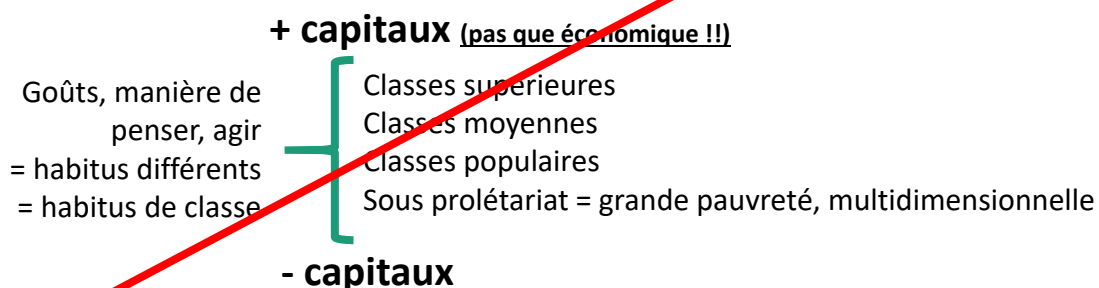 + capitaux (pas que économique !!)
Goûts, manière de
penser, agir
= habitus différents
= habitus de classe
Classes supérieures
Classes moyennes
Classes populaires
Sous prolétariat = grande pauvreté, multidimensionnelle
- capitaux